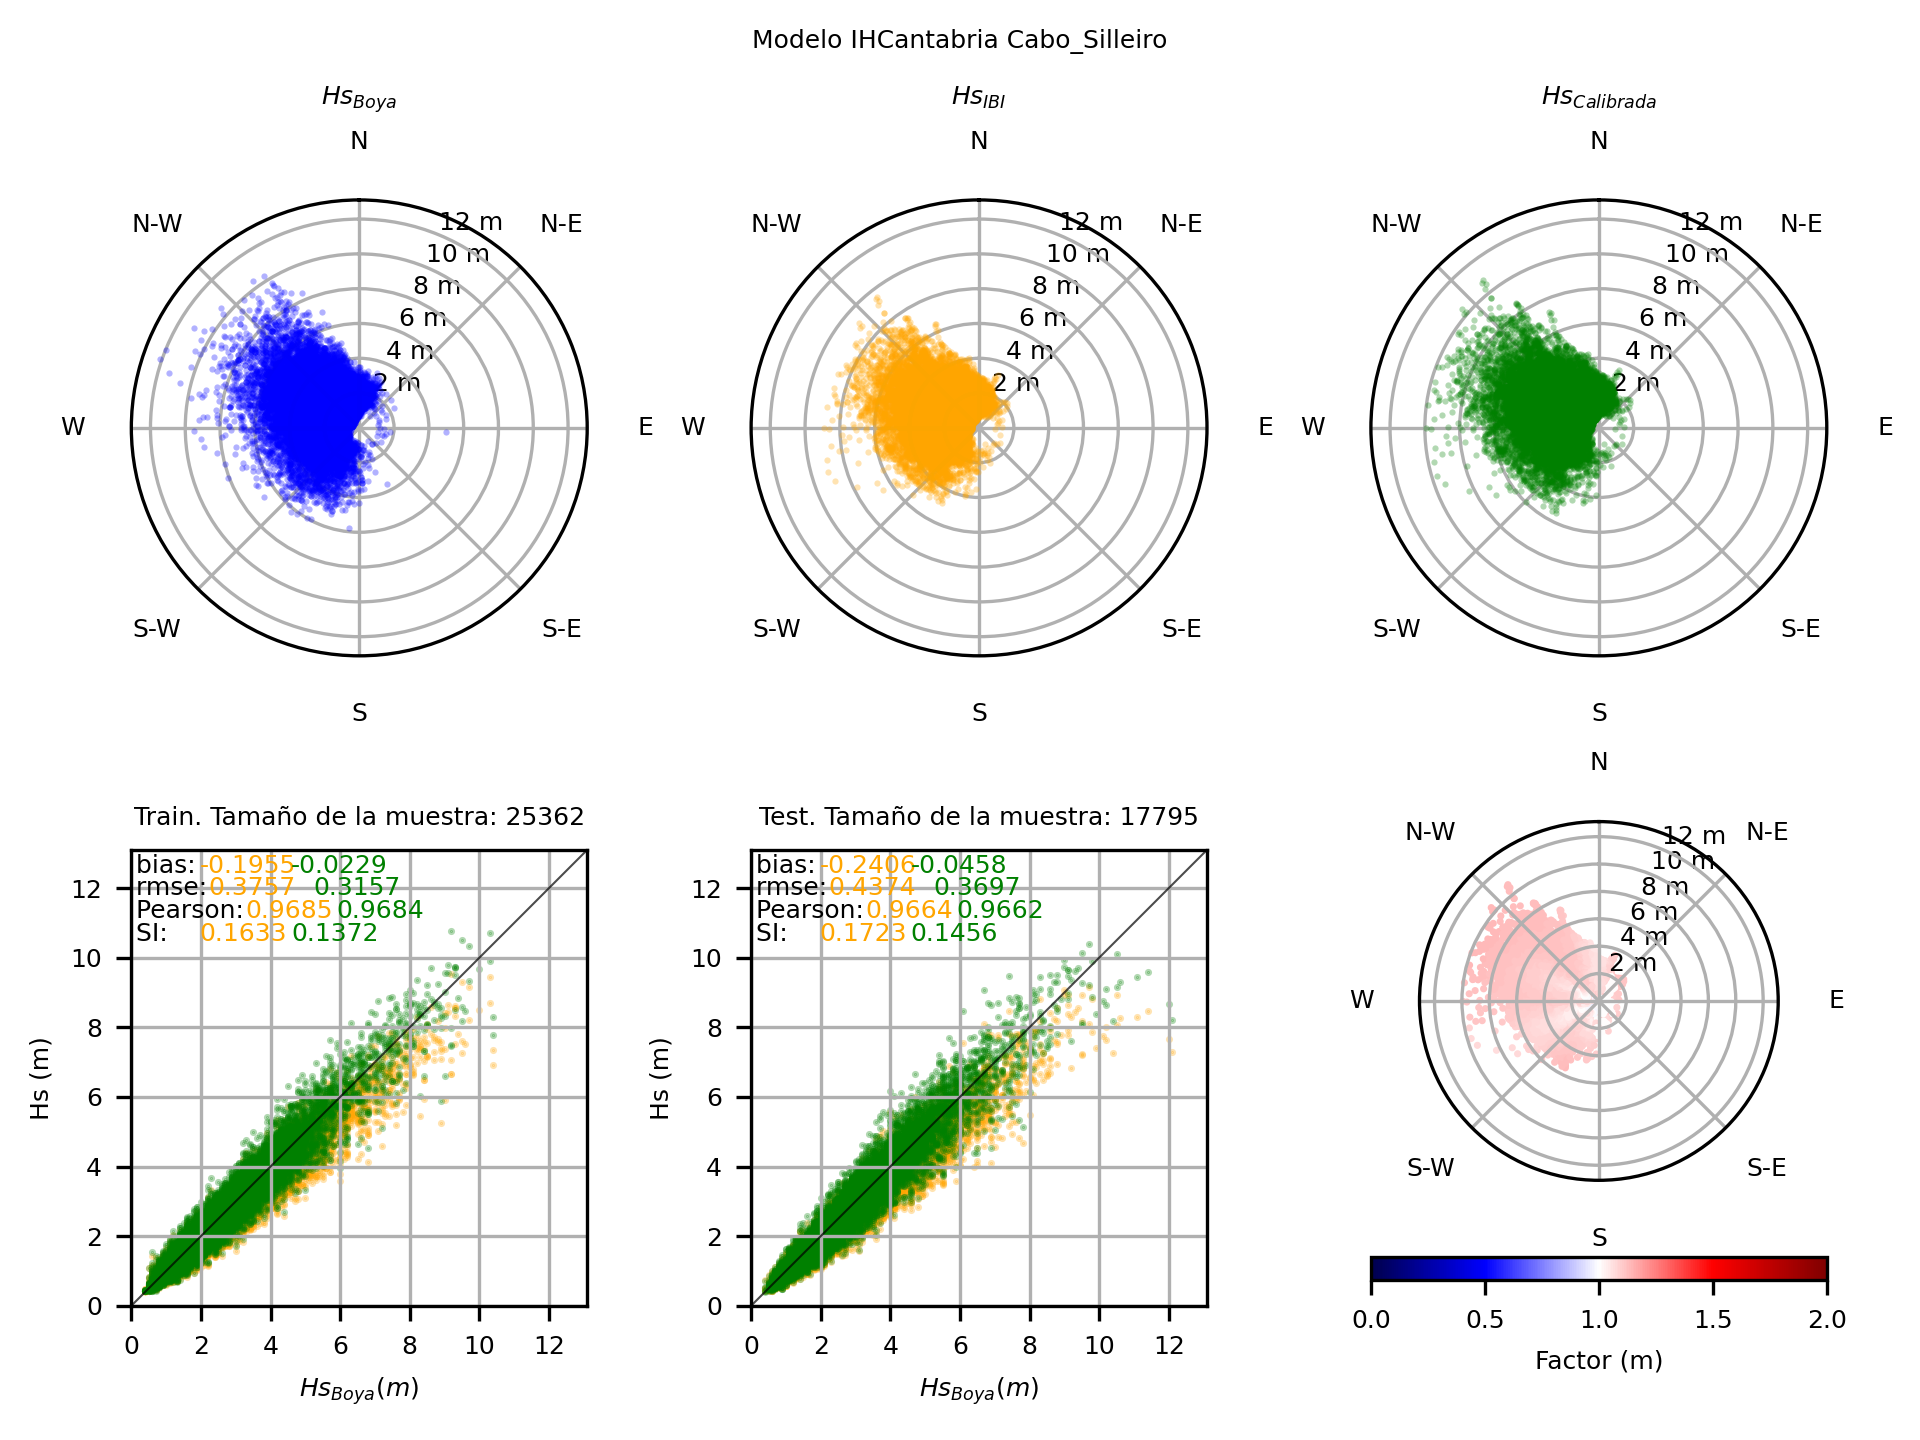 Modelo IHCantabria Cabo_Silleiro
Hs_Boya
N
N-W
N-E
12 m
10 m
8 m
6 m
4 m
2 m
W
E
S-W
S-E
S
Hs_IBI
N
N-W
N-E
12 m
10 m
8 m
6 m
4 m
2 m
W
E
S-W
S-E
S
Hs_Calibrada
N
N-W
N-E
12 m
10 m
8 m
6 m
4 m
2 m
W
E
S-W
S-E
S
Train. Tamaño de la muestra: 25362
bias: -0.1955 -0.0229
rmse: 0.3757 0.3157
Pearson: 0.9685 0.9684
SI: 0.1633 0.1372
Hs (m)
12
10
8
6
4
2
0
0 2 4 6 8 10 12
Hs_Boya(m)
Test. Tamaño de la muestra: 17795
bias: -0.2406 -0.0458
rmse: 0.4374 0.3697
Pearson: 0.9664 0.9662
SI: 0.1723 0.1456
Hs (m)
12
10
8
6
4
2
0
0 2 4 6 8 10 12
Hs_Boya(m)
N
N-W
N-E
12 m
10 m
8 m
6 m
4 m
2 m
W
E
S-W
S-E
S
0.0 0.5 1.0 1.5 2.0
Factor (m)